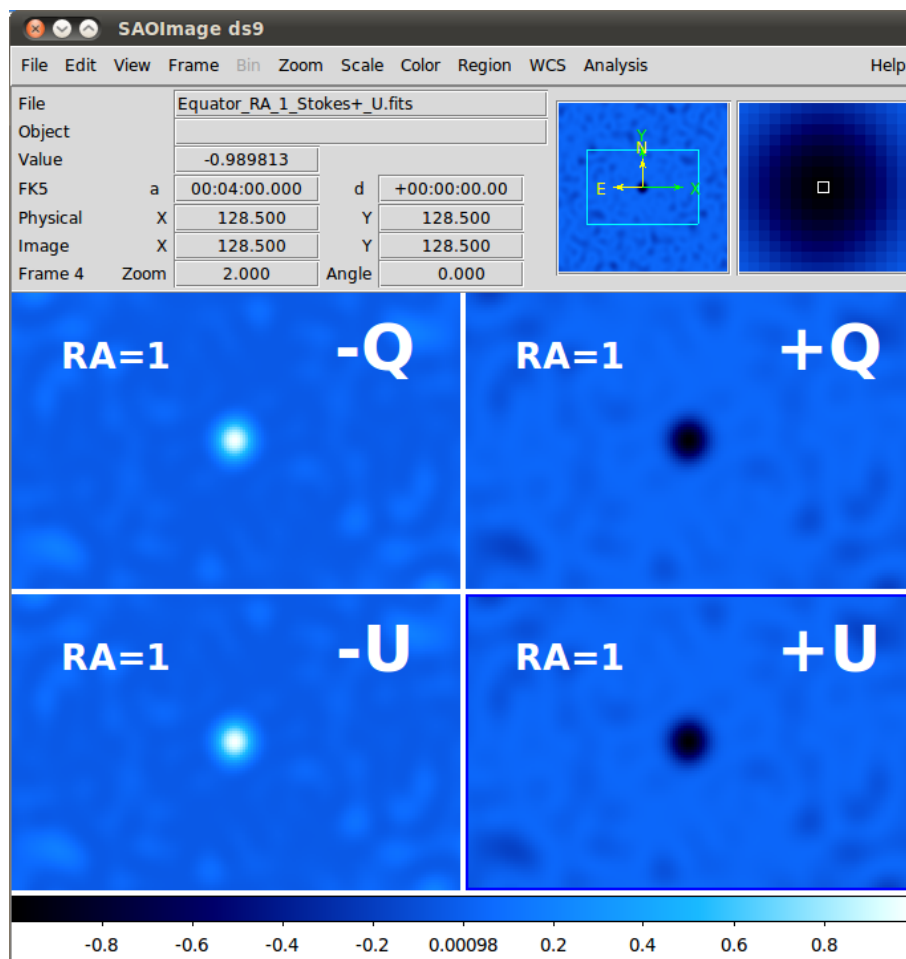 SAOImage ds9
File Edit View Frame Bin Zoom Scale Color Region WCS Analysis Help
File Equator_RA_1_Stokes+_U.fits
Object
Value -0.989813
FK5 a 00:04:00.000 d +00:00:00.00
Physical X 128.500 Y 128.500
Image X 128.500 Y 128.500
Frame 4 Zoom 2.000 Angle 0.000
Y
N
E X
RA=1 -Q
RA=1 +Q
RA=1 -U
RA=1 +U
-0.8 -0.6 -0.4 -0.2 0.00098 0.2 0.4 0.6 0.8